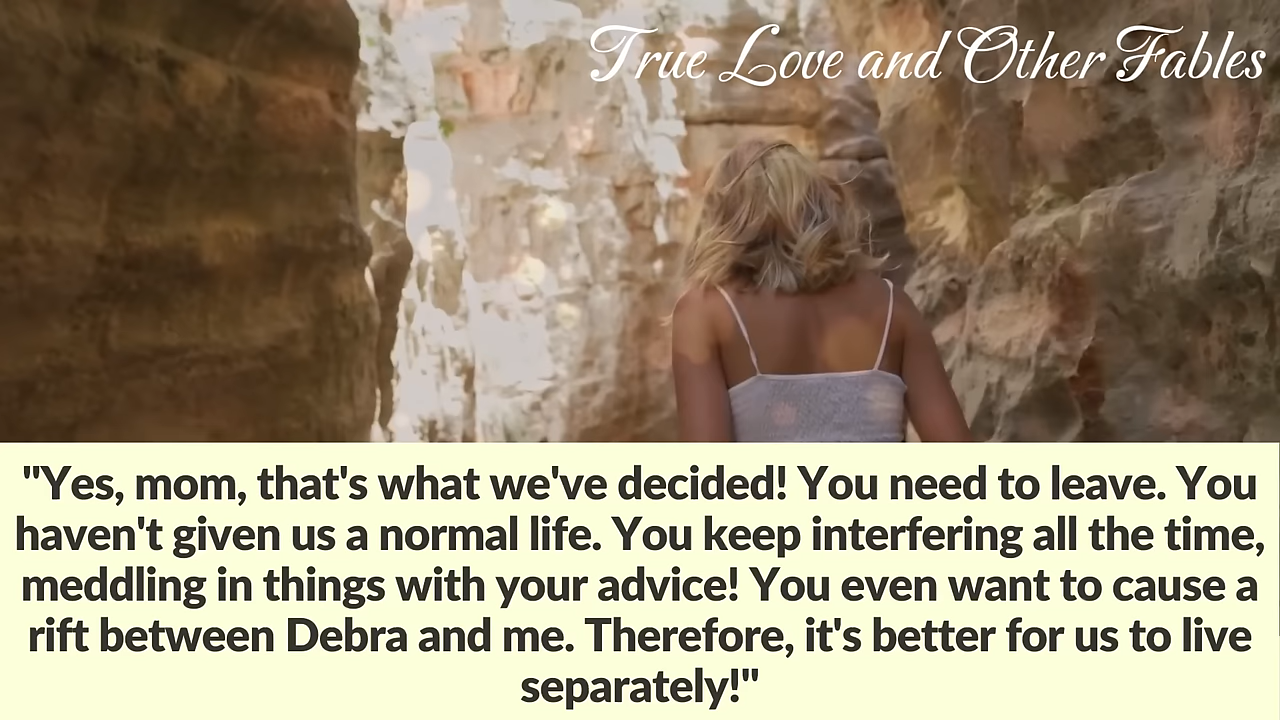 True Love and Other Fables
"Yes, mom, that's what we've decided! You need to leave. You
haven't given us a normal life. You keep interfering all the time,
meddling in things with your advice! You even want to cause a
rift between Debra and me. Therefore, it's better for us to live
separately!"